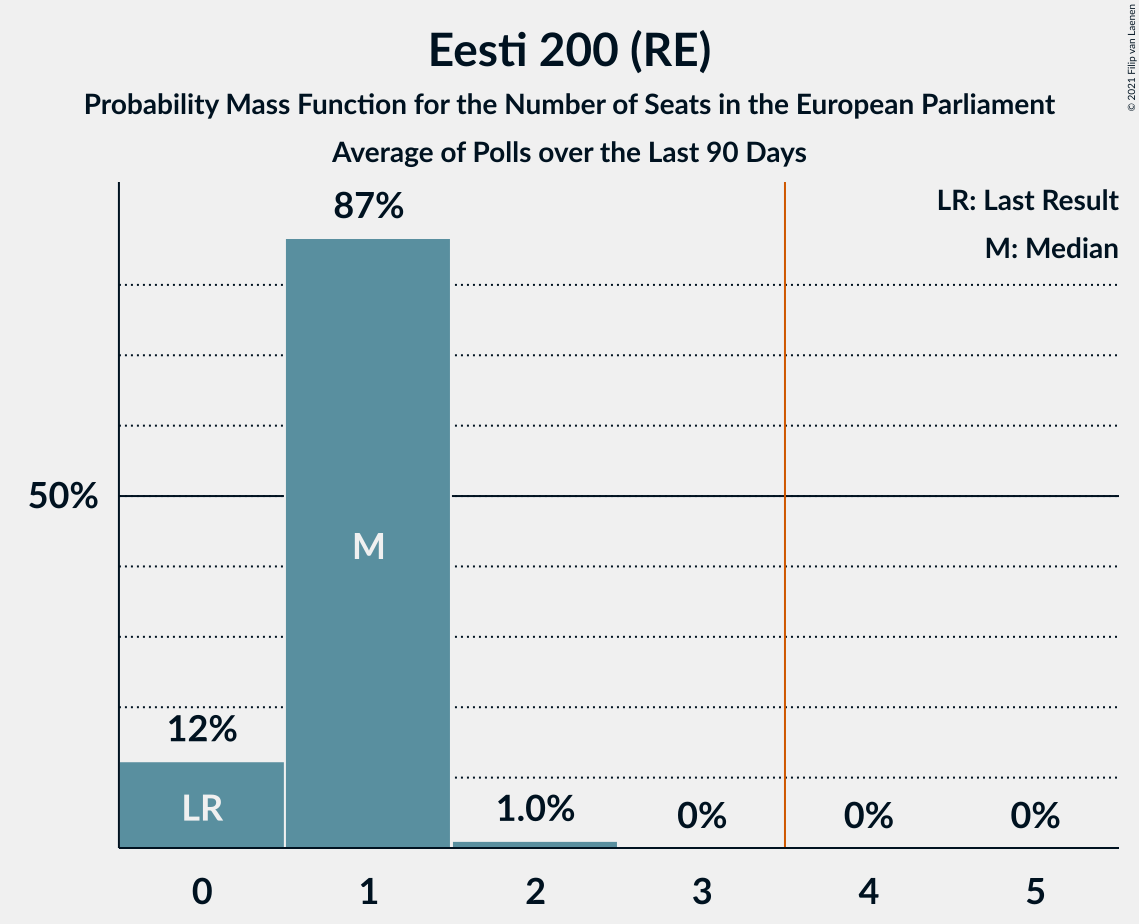 Eesti 200 (RE)
Probability Mass Function for the Number of Seats in the European Parliament
Average of Polls over the Last 90 Days
© 2021 Filip van Laenen
LR: Last Result
M: Median
87%
50%
M
12%
LR
1.0%
0%
0%
0%
0
1
2
3
4
5